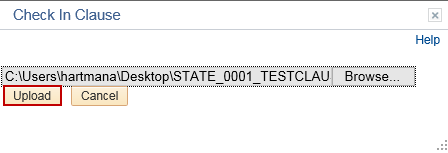 Check In Clause
Help
C:\Users\hartmana\Desktop\STATE_0001_TESTCLAU Browse...
Upload Cancel